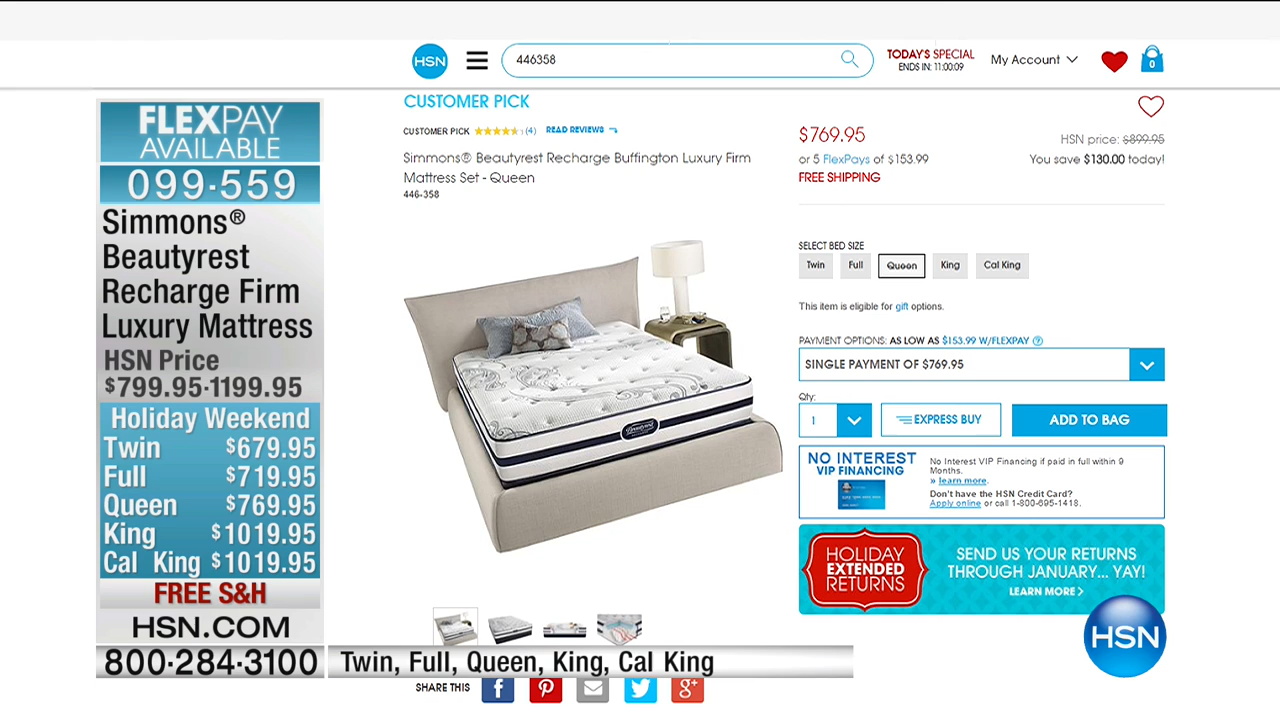 HSN
446358
TODAY'S SPECIAL
ENDS IN: 11:00:09
My Account
0
FLEXPAY
AVAILABLE
099-559
Simmons®
Beautyrest
Recharge Firm
Luxury Mattress
HSN Price
$799.95-1199.95
Holiday Weekend
Twin $679.95
Full $719.95
Queen $769.95
King $1019.95
Cal King $1019.95
FREE S&H
HSN.COM
800-284-3100
CUSTOMER PICK
CUSTOMER PICK (4) READ REVIEWS
Simmons® Beautyrest Recharge Buffington Luxury Firm
Mattress Set - Queen
446-358
Beautyrest
$769.95
HSN price: $899.95
or 5 FlexPays of $153.99
You save $130.00 today!
FREE SHIPPING
SELECT BED SIZE
Twin Full Queen King Cal King
This item is eligible for gift options.
PAYMENT OPTIONS: AS LOW AS $153.99 W/FLEXPAY ?
SINGLE PAYMENT OF $769.95
Qty:
1 EXPRESS BUY ADD TO BAG
NO INTEREST
VIP FINANCING
No Interest VIP Financing if paid in full within 9
Months.
» learn more.
Don't have the HSN Credit Card?
Apply online or call 1-800-695-1418.
HOLIDAY
EXTENDED
RETURNS
SEND US YOUR RETURNS
THROUGH JANUARY... YAY!
LEARN MORE >
HSN
Twin, Full, Queen, King, Cal King
SHARE THIS